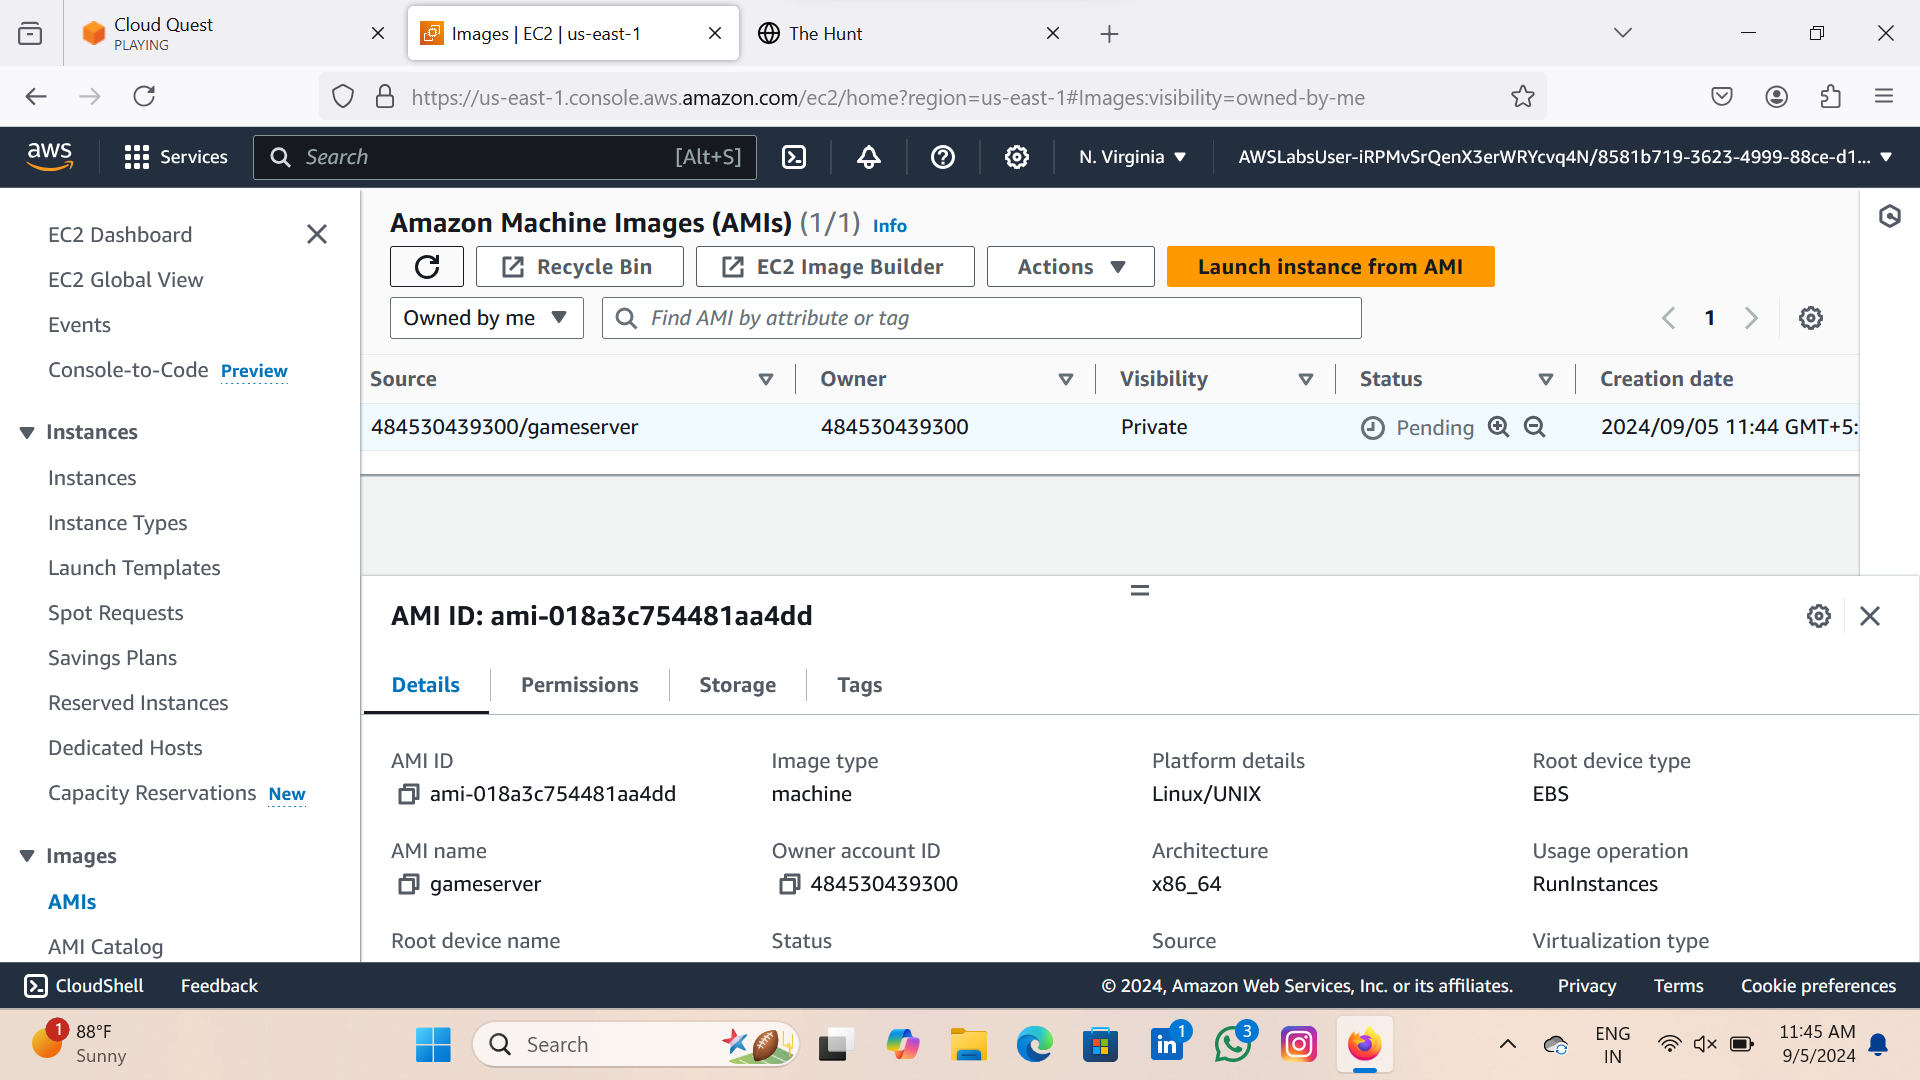 Cloud Quest
PLAYING
Images | EC2 | us-east-1
The Hunt
https://us-east-1.console.aws.amazon.com/ec2/home?region=us-east-1#Images:visibility=owned-by-me
aws
Services
Search
[Alt+S]
N. Virginia
AWSLabsUser-iRPMvSrQenX3erWRYcvq4N/8581b719-3623-4999-88ce-d1...
EC2 Dashboard
EC2 Global View
Events
Console-to-Code Preview
Instances
Instances
Instance Types
Launch Templates
Spot Requests
Savings Plans
Reserved Instances
Dedicated Hosts
Capacity Reservations New
Images
AMIs
AMI Catalog
Amazon Machine Images (AMIs) (1/1) Info
Recycle Bin
EC2 Image Builder
Actions
Launch instance from AMI
Owned by me
Find AMI by attribute or tag
1
Source
Owner
Visibility
Status
Creation date
484530439300/gameserver
484530439300
Private
Pending
2024/09/05 11:44 GMT+5:
AMI ID: ami-018a3c754481aa4dd
Details
Permissions
Storage
Tags
AMI ID
ami-018a3c754481aa4dd
Image type
machine
Platform details
Linux/UNIX
Root device type
EBS
AMI name
gameserver
Owner account ID
484530439300
Architecture
x86_64
Usage operation
RunInstances
Root device name
Status
Source
Virtualization type
CloudShell
Feedback
© 2024, Amazon Web Services, Inc. or its affiliates.
Privacy
Terms
Cookie preferences
1
88°F
Sunny
Search
in
1
3
ENG
IN
11:45 AM
9/5/2024